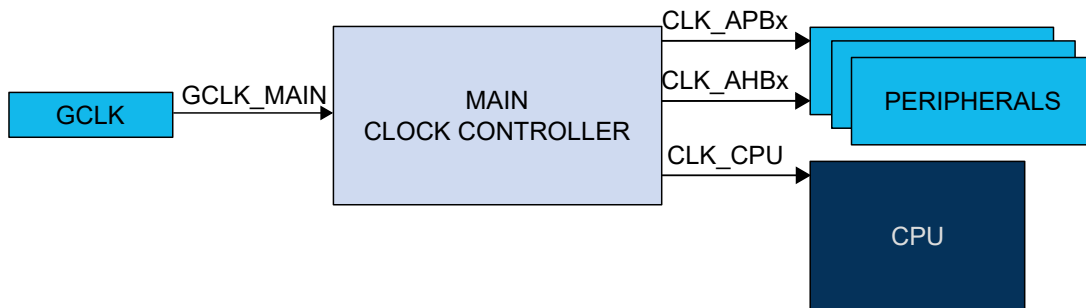 GCLK
GCLK_MAIN
MAIN
CLOCK CONTROLLER
CLK_APBx
CLK_AHBx
CLK_CPU
PERIPHERALS
CPU